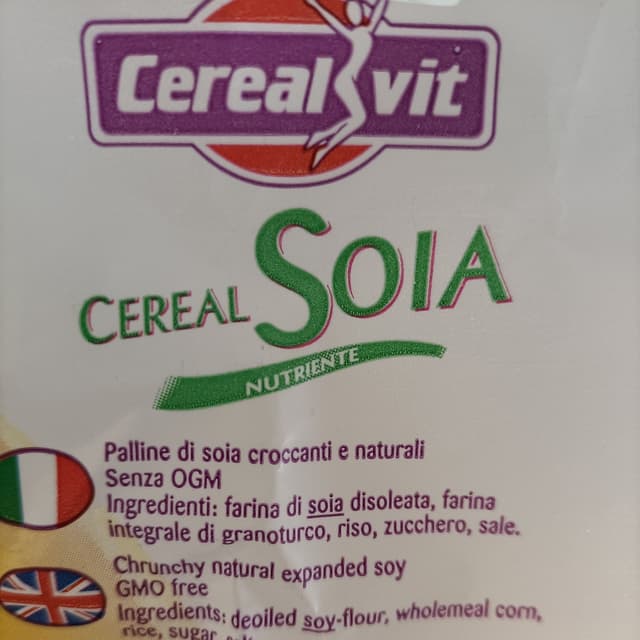 Cereal vit
CEREAL SOIA
NUTRIENTE
Palline di soia croccanti e naturali
Senza OGM
Ingredienti: farina di soia disoleata, farina
integrale di granoturco, riso, zucchero, sale.
Chrunchy natural expanded soy
GMO free
Ingredients: deoiled soy-flour, wholemeal corn,
rice, sugar